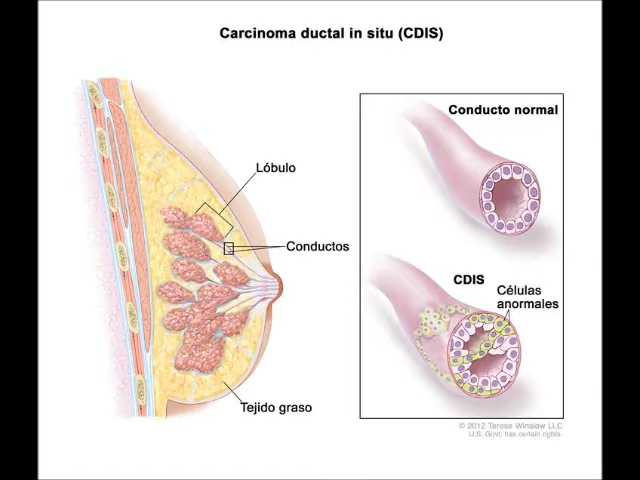 Carcinoma ductal in situ (CDIS)
Lóbulo
Conductos
Tejido graso
Conducto normal
CDIS
Células
anormales
© 2012 Terese Winslow LLC
U.S. Govt. has certain rights